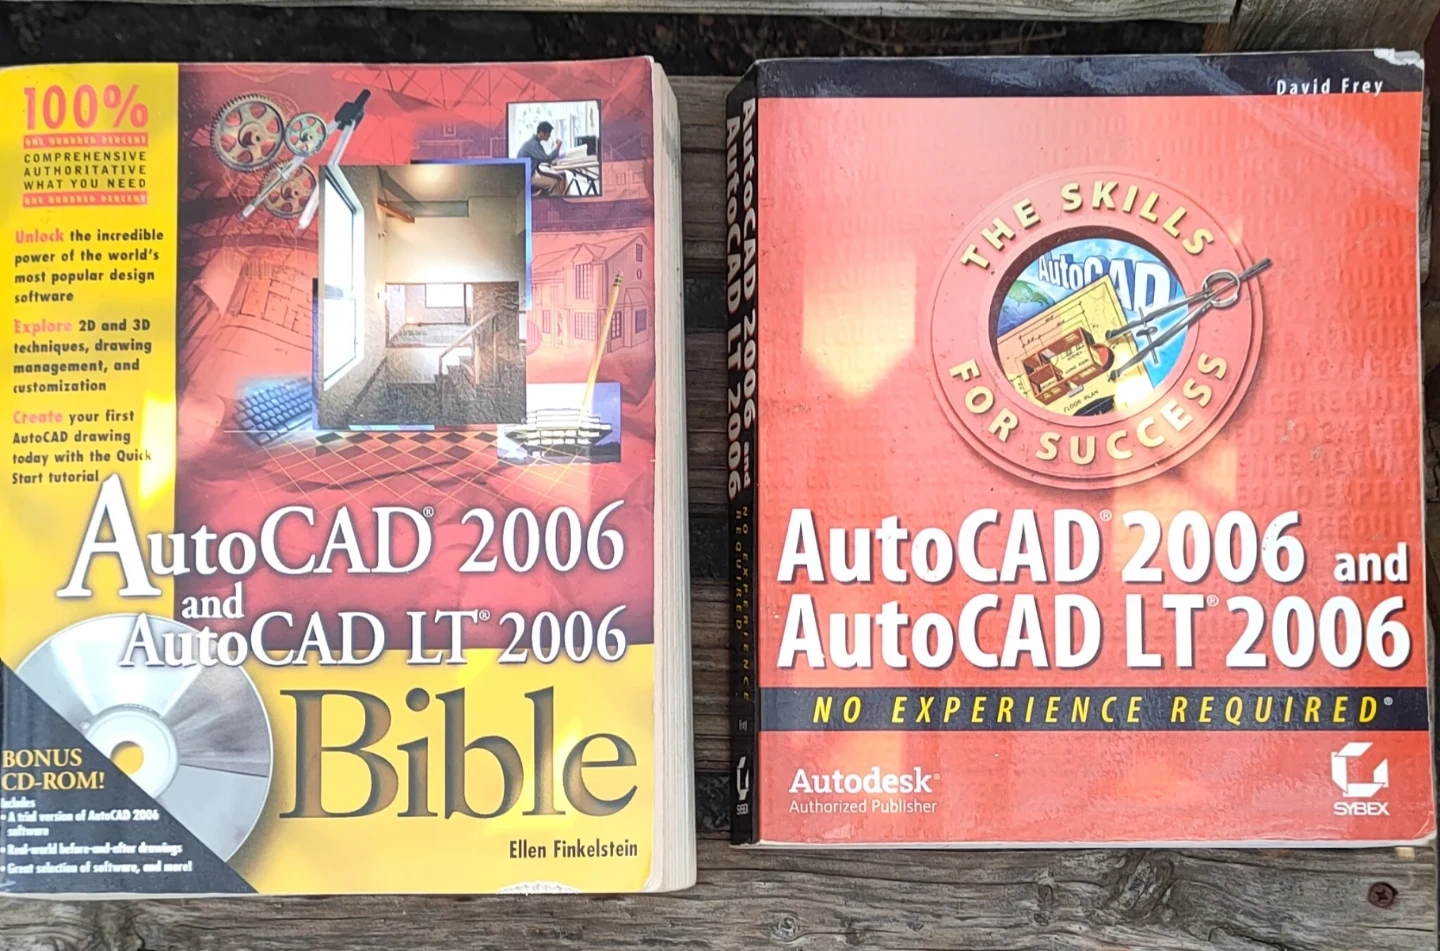 100%
ONE HUNDRED PERCENT
COMPREHENSIVE
AUTHORITATIVE
WHAT YOU NEED
ONE HUNDRED PERCENT
Unlock the incredible
power of the world's
most popular design
software
Explore 2D and 3D
techniques, drawing
management, and
customization
Create your first
AutoCAD drawing
today with the Quick
Start tutorial
AutoCAD® 2006
and
AutoCAD LT® 2006
Bible
BONUS
CD-ROM!
Includes
• A trial version of AutoCAD 2006
software
• Real-world before-and-after drawings
• Great selection of software, and more!
Ellen Finkelstein
AutoCAD 2006 and
AutoCAD LT 2006
NO EXPERIENCE
REQUIRED
Frey
SYBEX
David Frey
THE SKILLS
FOR SUCCESS
AutoCAD
FLOOR PLAN
AutoCAD® 2006 and
AutoCAD LT® 2006
NO EXPERIENCE REQUIRED®
Autodesk®
Authorized Publisher
SYBEX